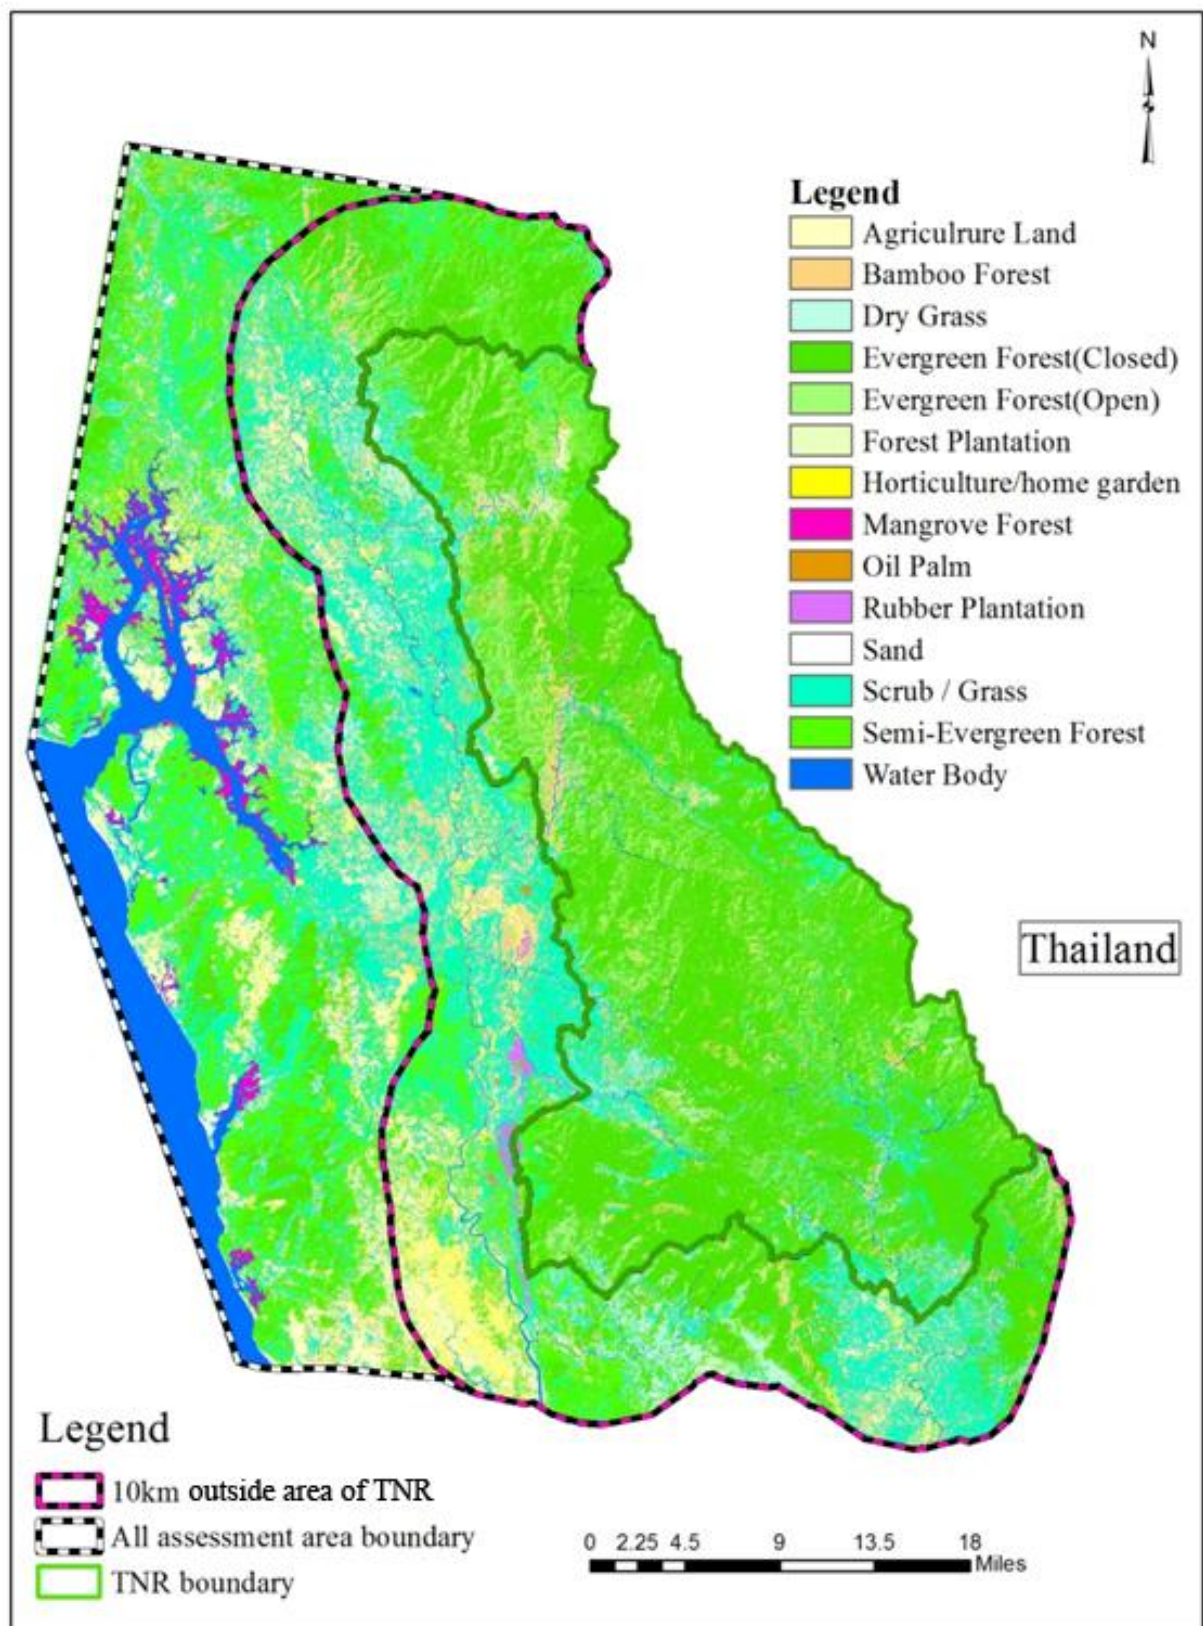 N
Legend
Agriculrure Land
Bamboo Forest
Dry Grass
Evergreen Forest(Closed)
Evergreen Forest(Open)
Forest Plantation
Horticulture/home garden
Mangrove Forest
Oil Palm
Rubber Plantation
Sand
Scrub / Grass
Semi-Evergreen Forest
Water Body
Thailand
Legend
10km outside area of TNR
All assessment area boundary
TNR boundary
0 2.25 4.5 9 13.5 18
Miles